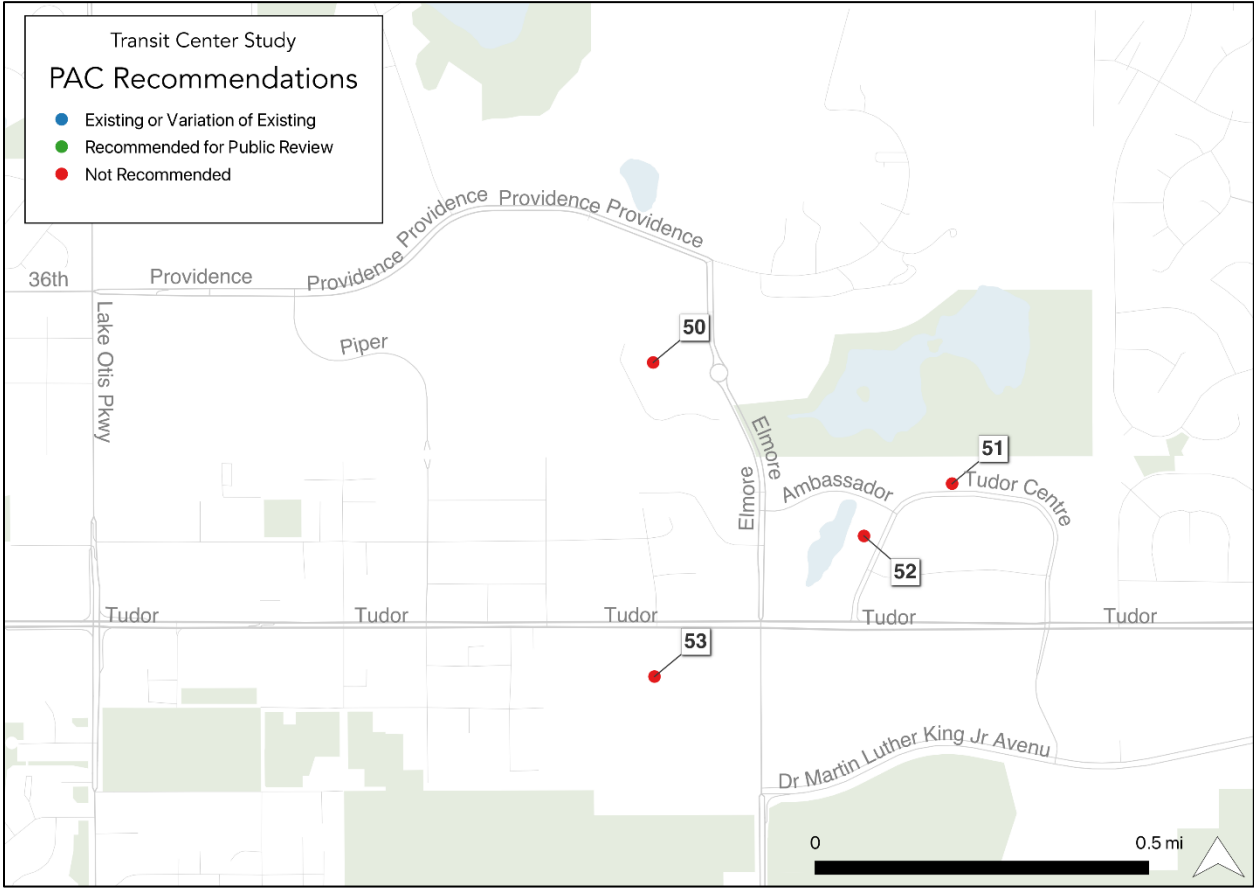 Transit Center Study
PAC Recommendations
Existing or Variation of Existing
Recommended for Public Review
Not Recommended
Providence
Providence
Providence
Providence
Providence
36th
Lake Otis Pkwy
Piper
50
Elmore
Elmore
51
Ambassador
Tudor Centre
52
Tudor
Tudor
Tudor
Tudor
Tudor
53
Dr Martin Luther King Jr Avenu
0
0.5 mi